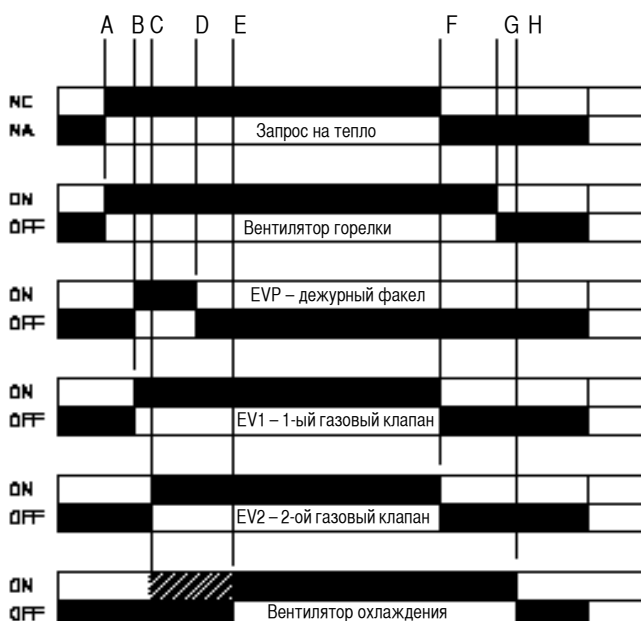 A B C D E F G H
NC
NA Запрос на тепло
ON
OFF Вентилятор горелки
ON EVP – дежурный факел
OFF
ON
OFF EV1 – 1-ый газовый клапан
ON
OFF EV2 – 2-ой газовый клапан
ON
OFF Вентилятор охлаждения